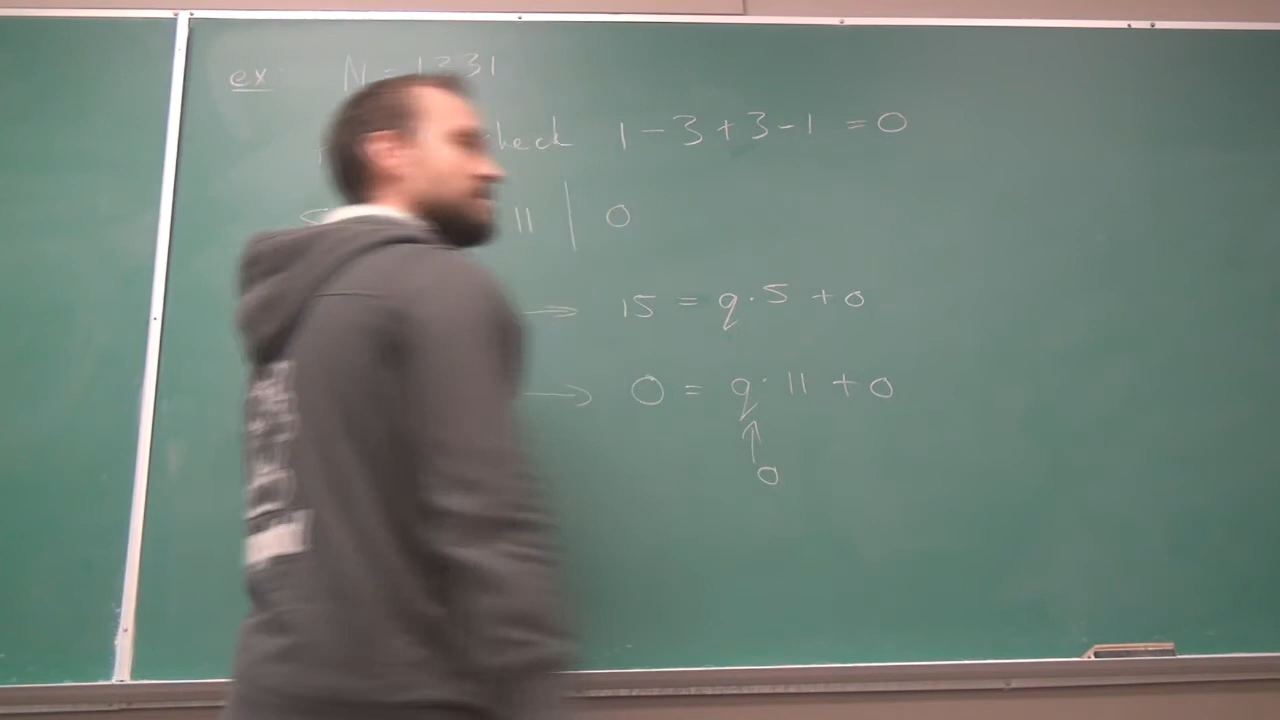 ex: N = 1331
check 1 - 3 + 3 - 1 = 0
11 | 0
→ 15 = q · 5 + 0
→ 0 = q · 11 + 0
↑
0